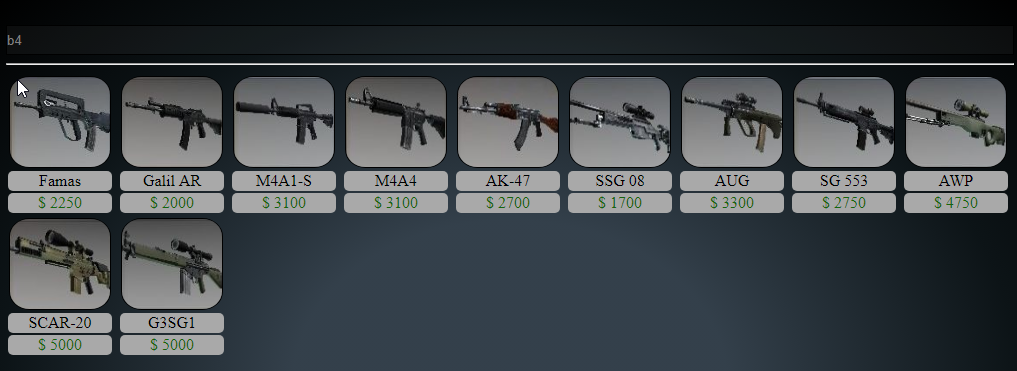 b4
Famas Galil AR M4A1-S M4A4 AK-47 SSG 08 AUG SG 553 AWP
$ 2250 $ 2000 $ 3100 $ 3100 $ 2700 $ 1700 $ 3300 $ 2750 $ 4750
SCAR-20 G3SG1
$ 5000 $ 5000